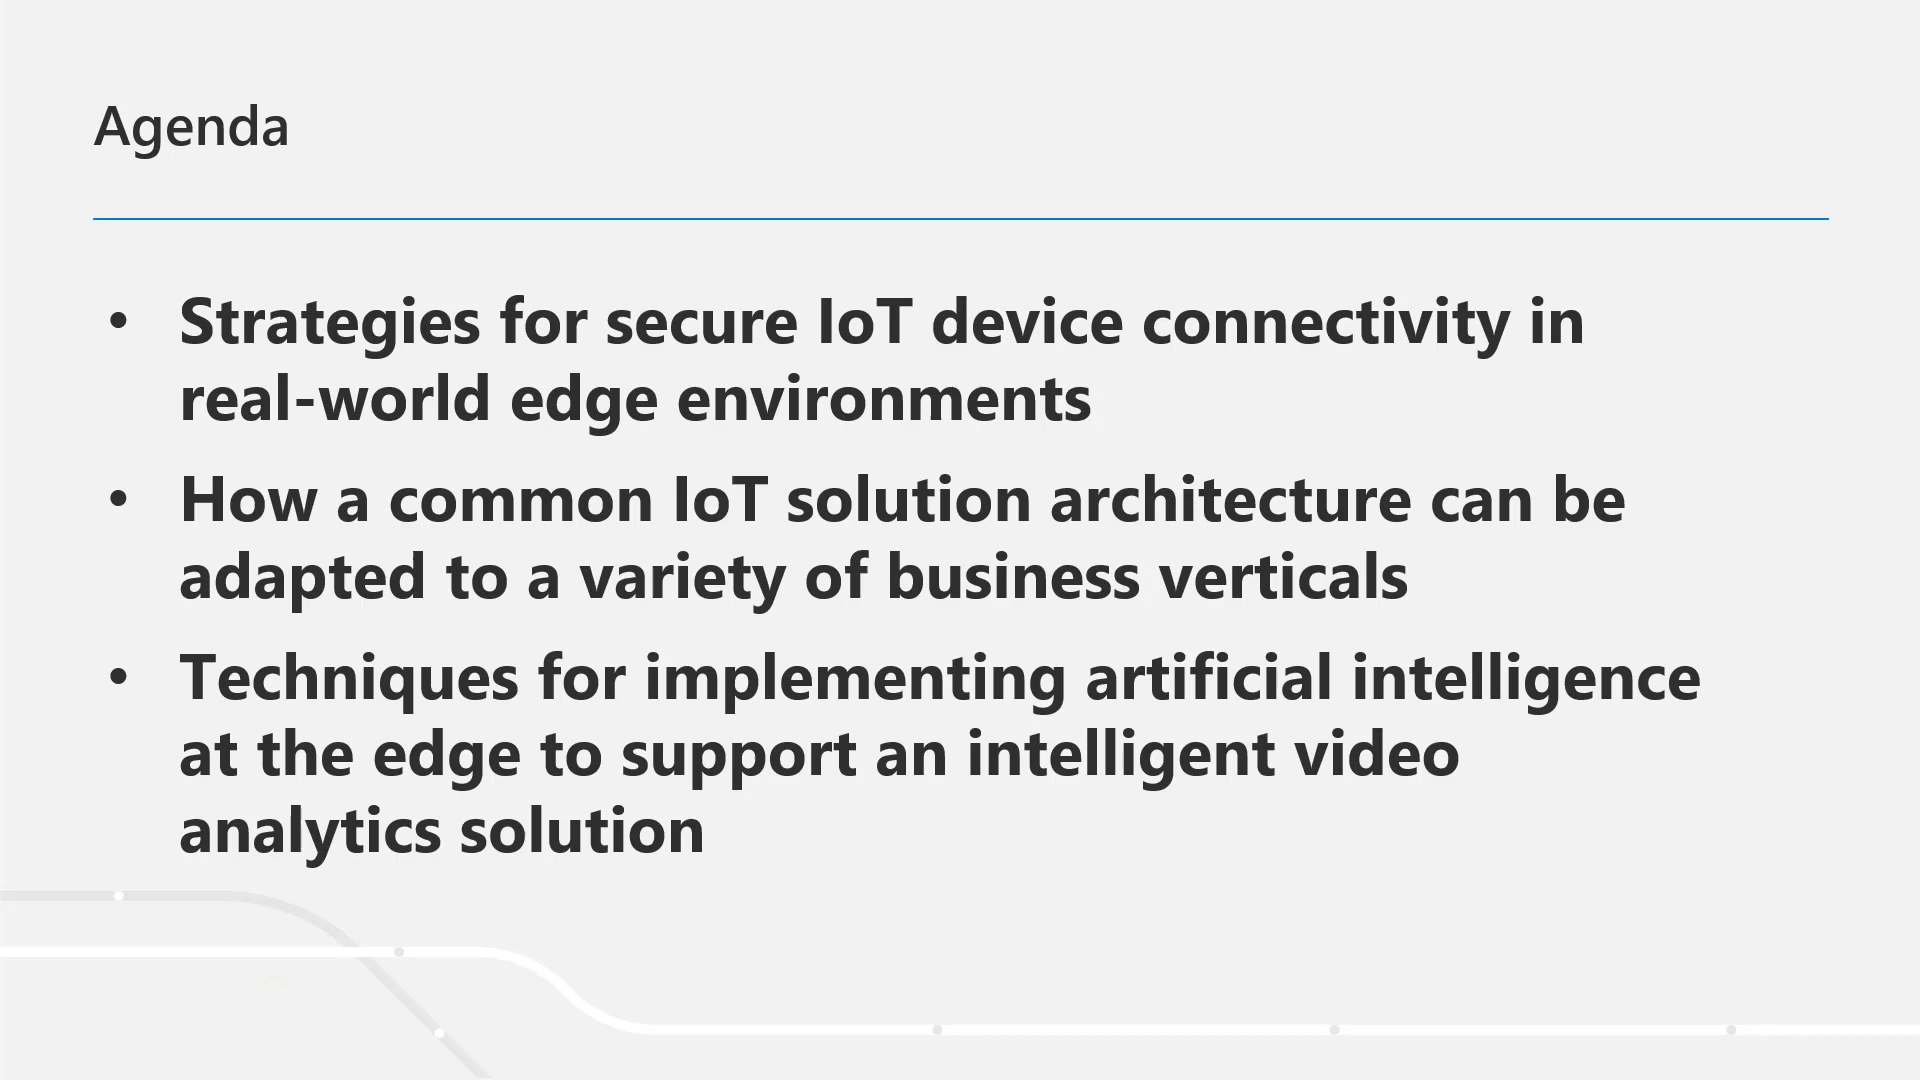 Agenda
• Strategies for secure IoT device connectivity in
real-world edge environments
• How a common IoT solution architecture can be
adapted to a variety of business verticals
• Techniques for implementing artificial intelligence
at the edge to support an intelligent video
analytics solution